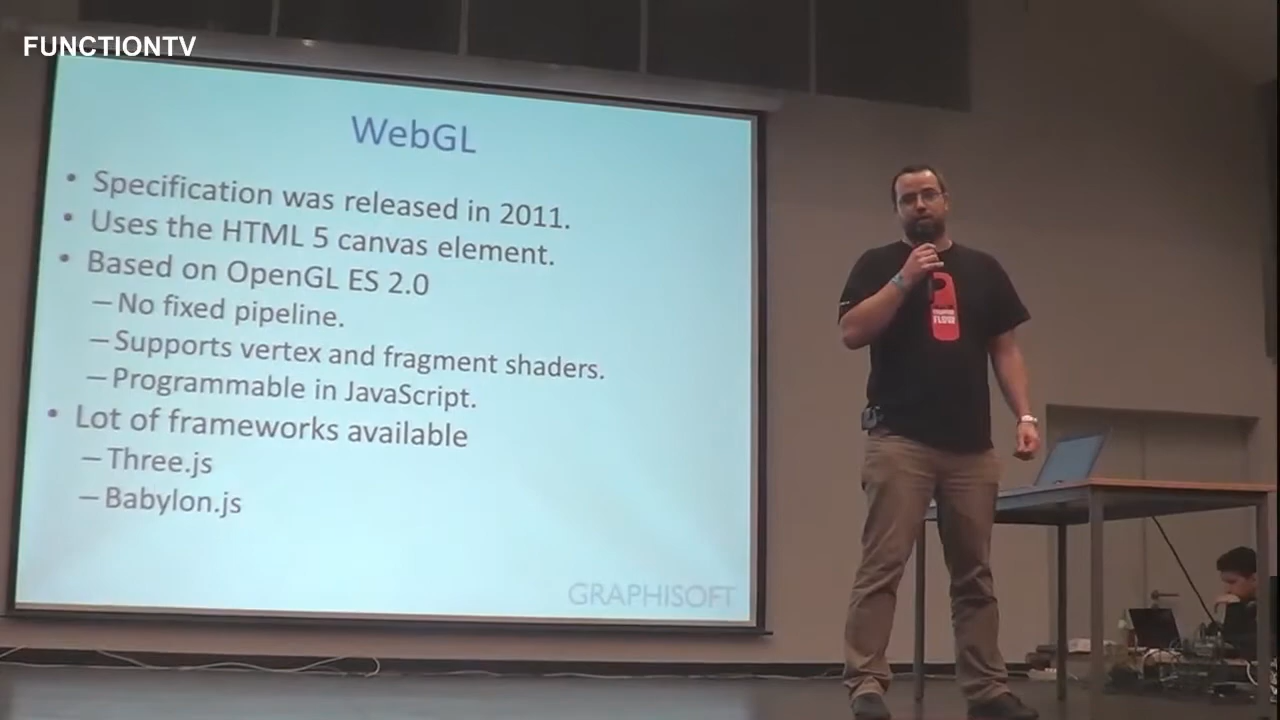 FUNCTIONTV
WebGL
• Specification was released in 2011.
• Uses the HTML 5 canvas element.
• Based on OpenGL ES 2.0
– No fixed pipeline.
– Supports vertex and fragment shaders.
– Programmable in JavaScript.
• Lot of frameworks available
– Three.js
– Babylon.js
GRAPHISOFT
FLOW